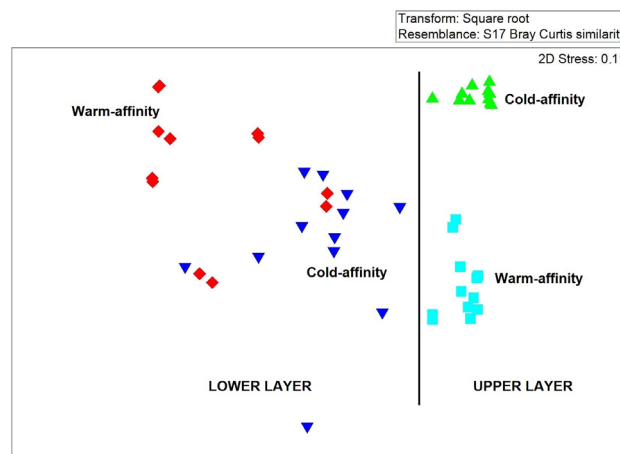 Transform: Square root
Resemblance: S17 Bray Curtis similarit
2D Stress: 0.1
Warm-affinity
Cold-affinity
Cold-affinity
Warm-affinity
LOWER LAYER
UPPER LAYER